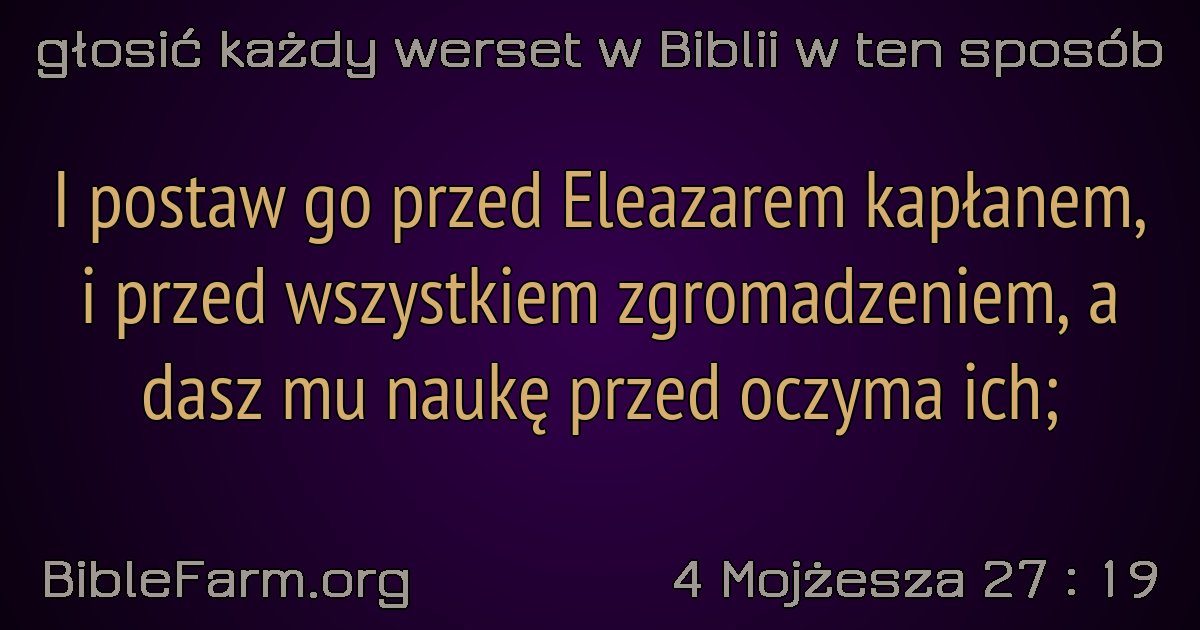 głosić każdy werset w Biblii w ten sposób
I postaw go przed Eleazarem kapłanem,
i przed wszystkiem zgromadzeniem, a
dasz mu naukę przed oczyma ich;
BibleFarm.org
4 Mojżesza 27 : 19